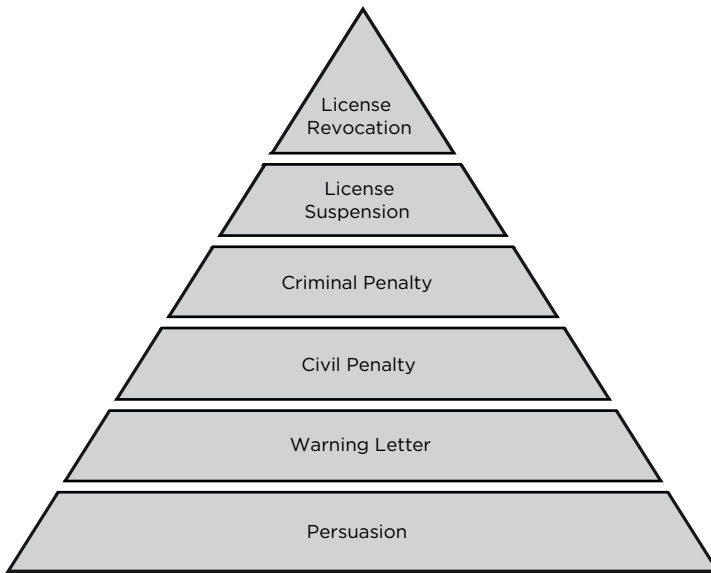 License
Revocation
License
Suspension
Criminal Penalty
Civil Penalty
Warning Letter
Persuasion